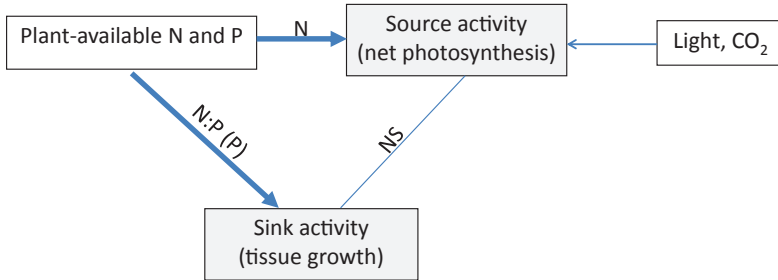 Plant-available N and P
N
Source activity
(net photosynthesis)
Light, CO₂
N:P (P)
NS
Sink activity
(tissue growth)